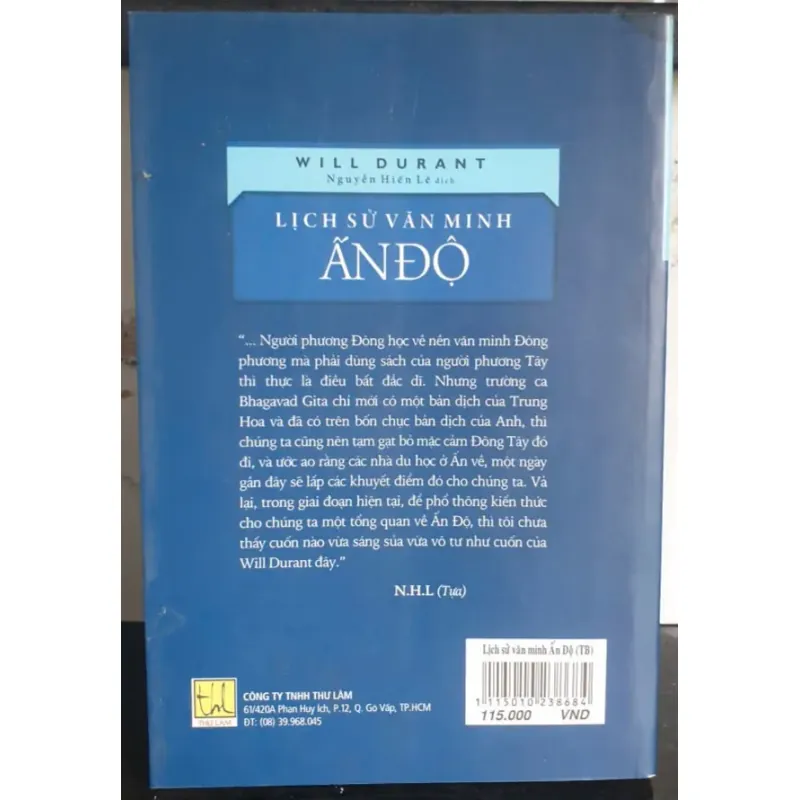 WILL DURANT
Nguyễn Hiến Lê dịch
LỊCH SỬ VĂN MINH
ẤN ĐỘ
“... Người phương Đông học về nền văn minh Đông
phương mà phải dùng sách của người phương Tây
thì thực là điều bất đắc dĩ. Nhưng trường ca
Bhagavad Gita chỉ mới có một bản dịch của Trung
Hoa và đã có trên bốn chục bản dịch của Anh, thì
chúng ta cũng nên tạm gạt bỏ mặc cảm Đông Tây đó
đi, và ước ao rằng các nhà du học ở Ấn về, một ngày
gần đây sẽ lấp các khuyết điểm đó cho chúng ta. Vả
lại, trong giai đoạn hiện tại, để phổ thông kiến thức
cho chúng ta một tổng quan về Ấn Độ, thì tôi chưa
thấy cuốn nào vừa sáng sủa vừa vô tư như cuốn của
Will Durant đây.”
N.H.L (Tựa)
Lịch sử văn minh Ấn Độ (TB)
1 115010 238684
115.000 VND
THƯ LÂM
CÔNG TY TNHH THƯ LÂM
61/420A Phan Huy Ích, P.12, Q. Gò Vấp, TP.HCM
ĐT: (08) 39.968.045